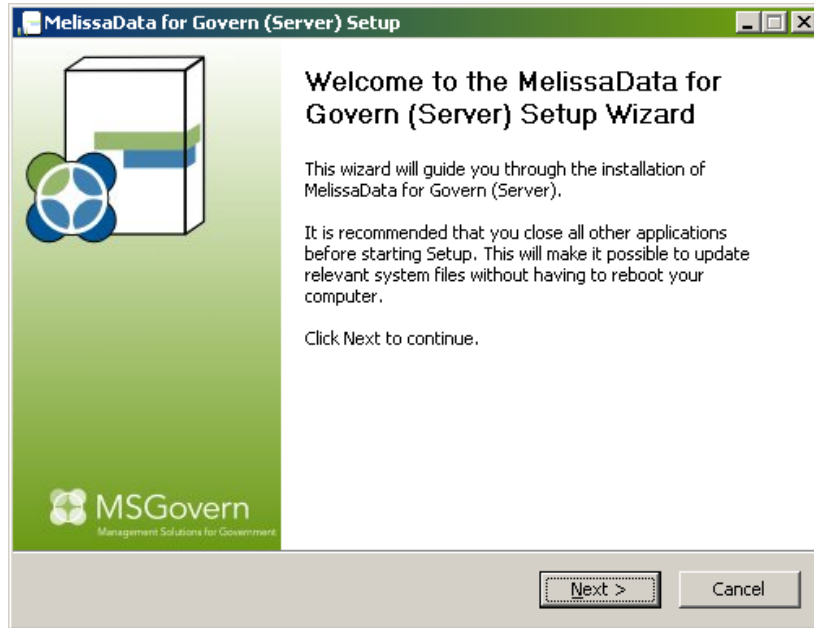 MelissaData for Govern (Server) Setup
Welcome to the MelissaData for
Govern (Server) Setup Wizard
This wizard will guide you through the installation of
MelissaData for Govern (Server).
It is recommended that you close all other applications
before starting Setup. This will make it possible to update
relevant system files without having to reboot your
computer.
Click Next to continue.
MSGovern
Management Solutions for Government
Next >
Cancel